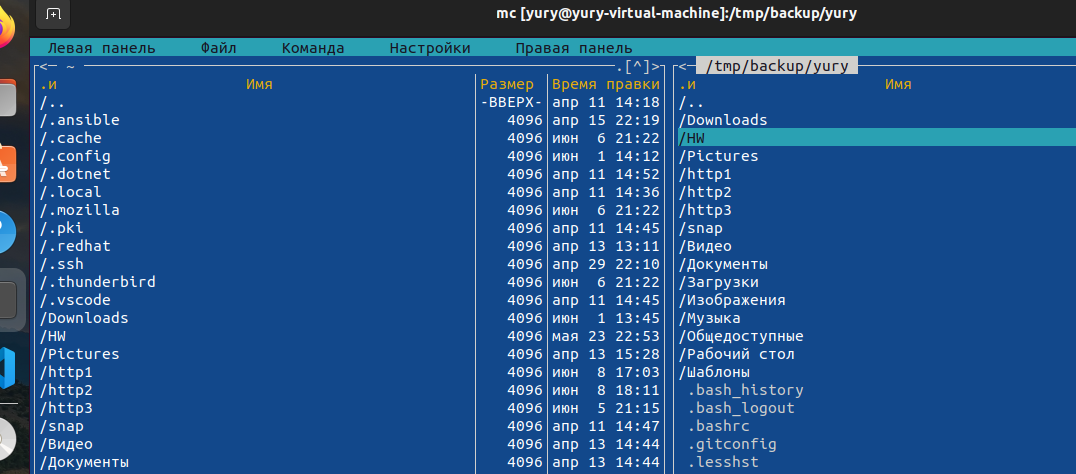 mc [yury@yury-virtual-machine]:/tmp/backup/yury
Левая панель Файл Команда Настройки Правая панель
<─ ~ .[^]>
.и Имя Размер Время правки
/.. -ВВЕРХ- апр 11 14:18
/.ansible 4096 апр 15 22:19
/.cache 4096 июн 6 21:22
/.config 4096 июн 1 14:12
/.dotnet 4096 апр 11 14:52
/.local 4096 апр 11 14:36
/.mozilla 4096 июн 6 21:22
/.pki 4096 апр 11 14:45
/.redhat 4096 апр 13 13:11
/.ssh 4096 апр 29 22:10
/.thunderbird 4096 июн 6 21:22
/.vscode 4096 апр 11 14:45
/Downloads 4096 июн 1 13:45
/HW 4096 мая 23 22:53
/Pictures 4096 апр 13 15:28
/http1 4096 июн 8 17:03
/http2 4096 июн 8 18:11
/http3 4096 июн 5 21:15
/snap 4096 апр 11 14:47
/Видео 4096 апр 13 14:44
/Документы 4096 апр 13 14:44
<─ /tmp/backup/yury
.и Имя
/..
/Downloads
/HW
/Pictures
/http1
/http2
/http3
/snap
/Видео
/Документы
/Загрузки
/Изображения
/Музыка
/Общедоступные
/Рабочий стол
/Шаблоны
.bash_history
.bash_logout
.bashrc
.gitconfig
.lesshst